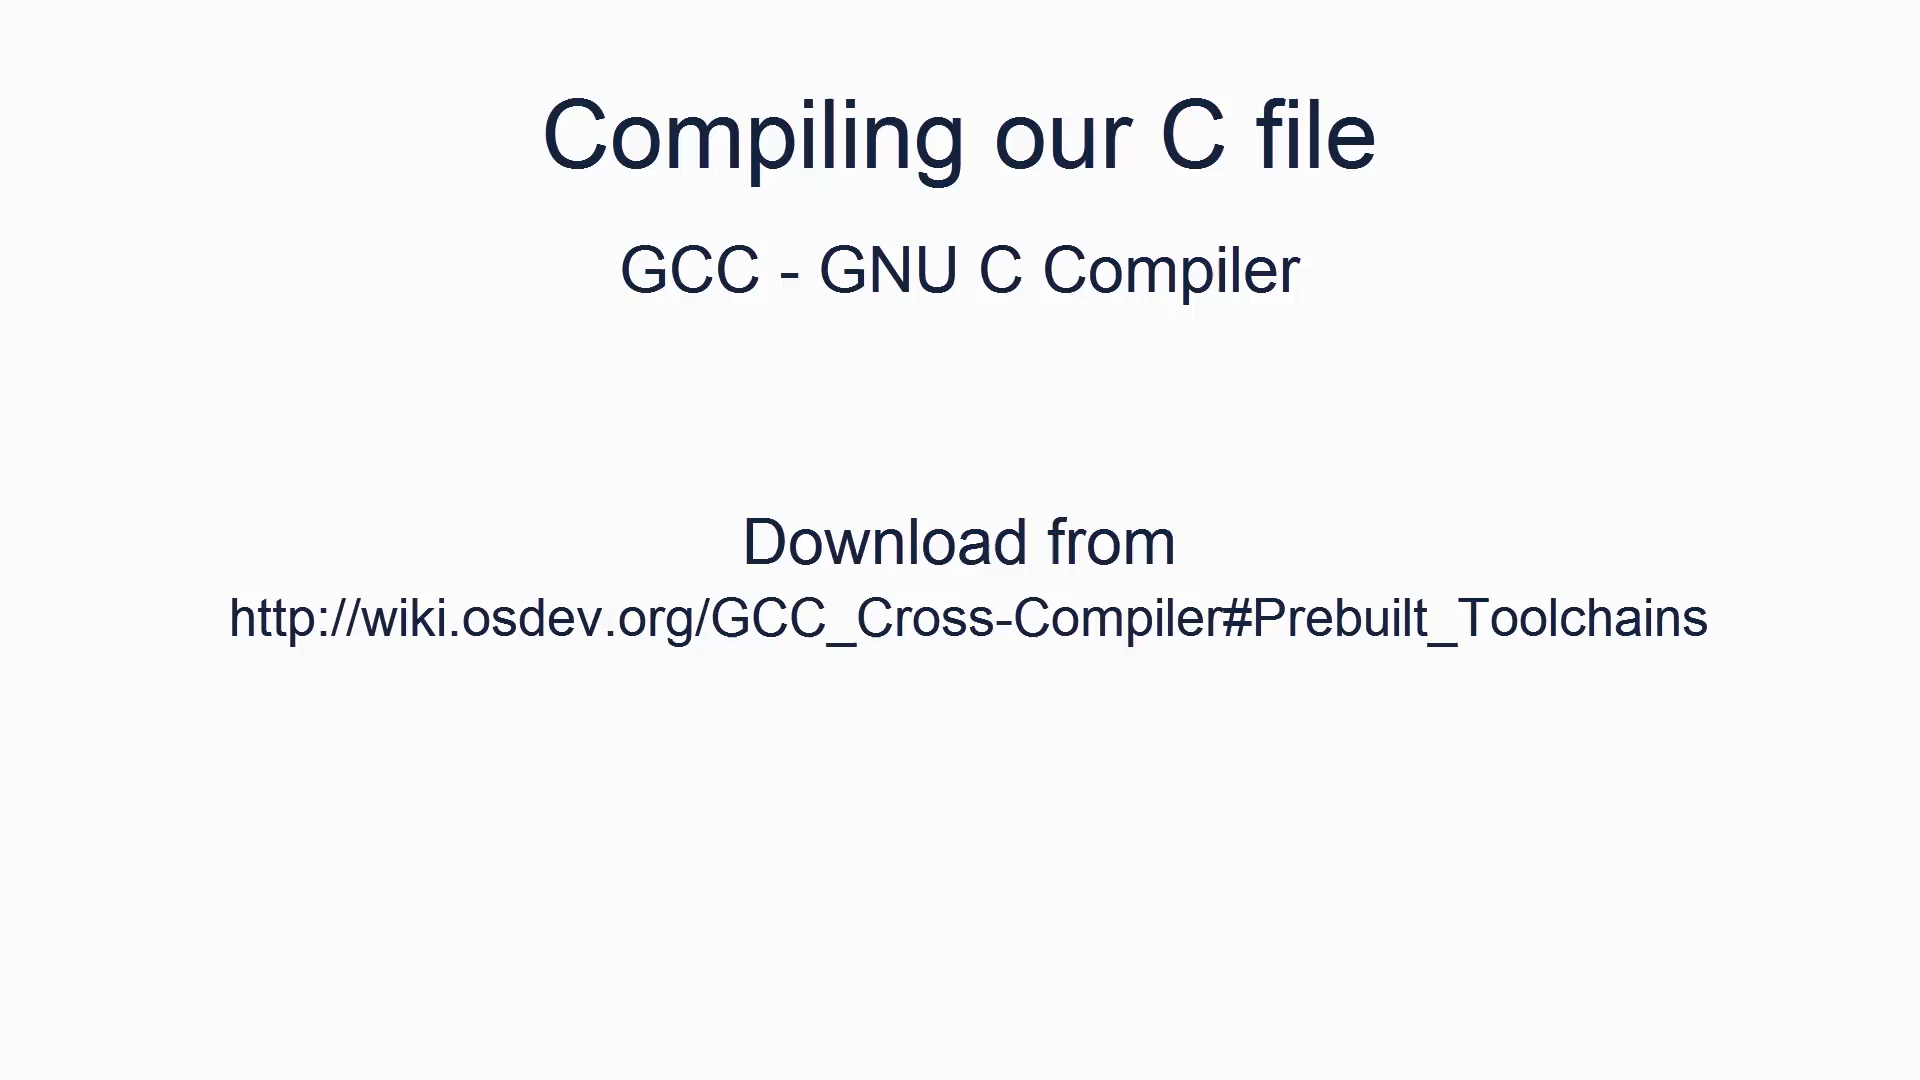 Compiling our C file
GCC - GNU C Compiler
Download from
http://wiki.osdev.org/GCC_Cross-Compiler#Prebuilt_Toolchains